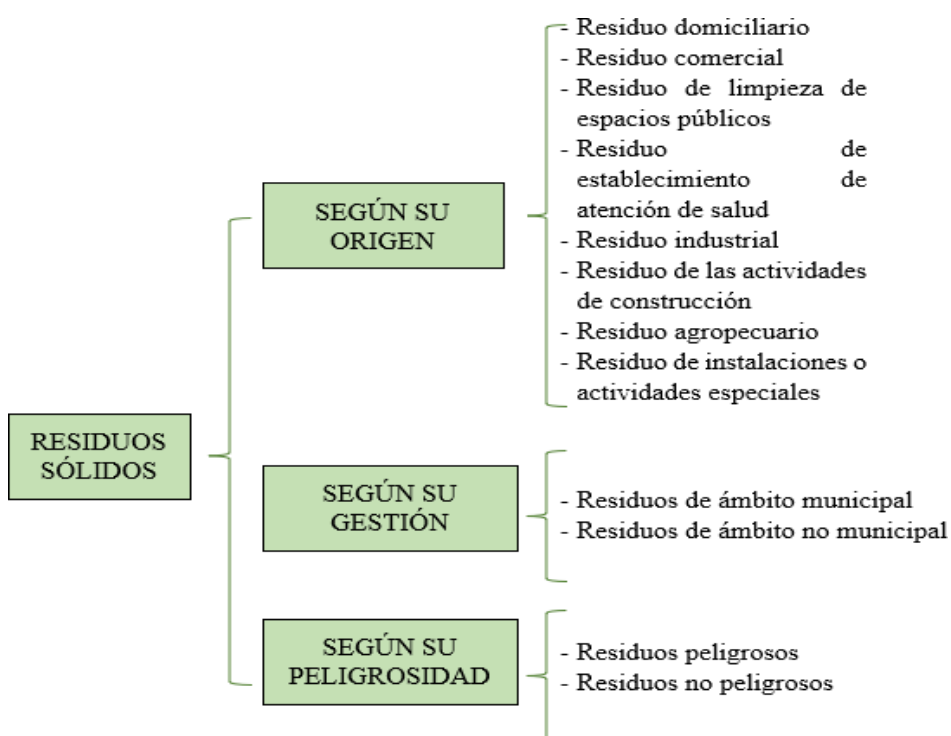 RESIDUOS
SÓLIDOS
SEGÚN SU
ORIGEN
- Residuo domiciliario
- Residuo comercial
- Residuo de limpieza de
espacios públicos
- Residuo de
establecimiento de
atención de salud
- Residuo industrial
- Residuo de las actividades
de construcción
- Residuo agropecuario
- Residuo de instalaciones o
actividades especiales
SEGÚN SU
GESTIÓN
- Residuos de ámbito municipal
- Residuos de ámbito no municipal
SEGÚN SU
PELIGROSIDAD
- Residuos peligrosos
- Residuos no peligrosos